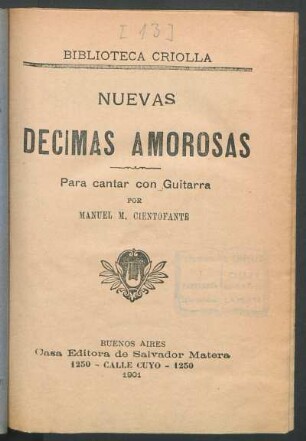 [13]
BIBLIOTECA CRIOLLA
NUEVAS
DECIMAS AMOROSAS
Para cantar con Guitarra
POR
MANUEL M. CIENTOFANTE
BUENOS AIRES
Casa Editora de Salvador Matera
1250 - CALLE CUYO - 1250
1901